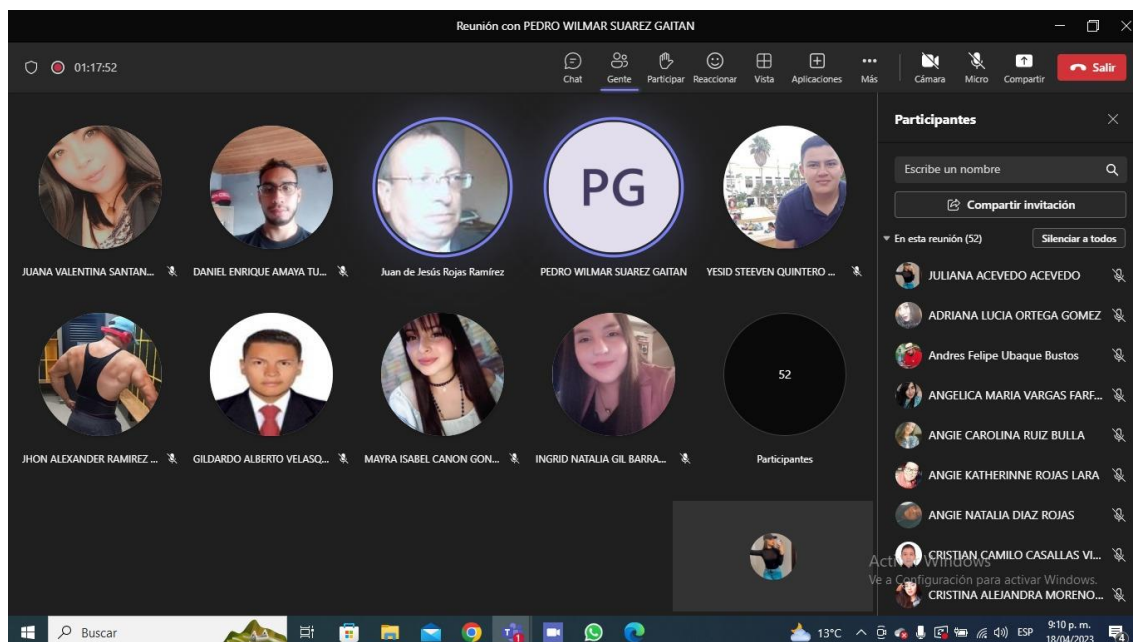 Reunión con PEDRO WILMAR SUAREZ GAITAN
01:17:52
Chat
Gente
Participar
Reaccionar
Vista
Aplicaciones
Más
Cámara
Micro
Compartir
Salir
JUANA VALENTINA SANTAN...
DANIEL ENRIQUE AMAYA TU...
Juan de Jesús Rojas Ramírez
PG
PEDRO WILMAR SUAREZ GAITAN
YESID STEEVEN QUINTERO ...
JHON ALEXANDER RAMIREZ ...
GILDARDO ALBERTO VELASQ...
MAYRA ISABEL CANON GON...
INGRID NATALIA GIL BARRA...
52
Participantes
Participantes
Escribe un nombre
Compartir invitación
En esta reunión (52)
Silenciar a todos
JULIANA ACEVEDO ACEVEDO
ADRIANA LUCIA ORTEGA GOMEZ
Andres Felipe Ubaque Bustos
ANGELICA MARIA VARGAS FARF...
ANGIE CAROLINA RUIZ BULLA
ANGIE KATHERINNE ROJAS LARA
ANGIE NATALIA DIAZ ROJAS
CRISTIAN CAMILO CASALLAS VI...
CRISTINA ALEJANDRA MORENO...
Activar Windows
Ve a Configuración para activar Windows.
Buscar
1
13°C
ESP
9:10 p. m.
18/04/2023
4